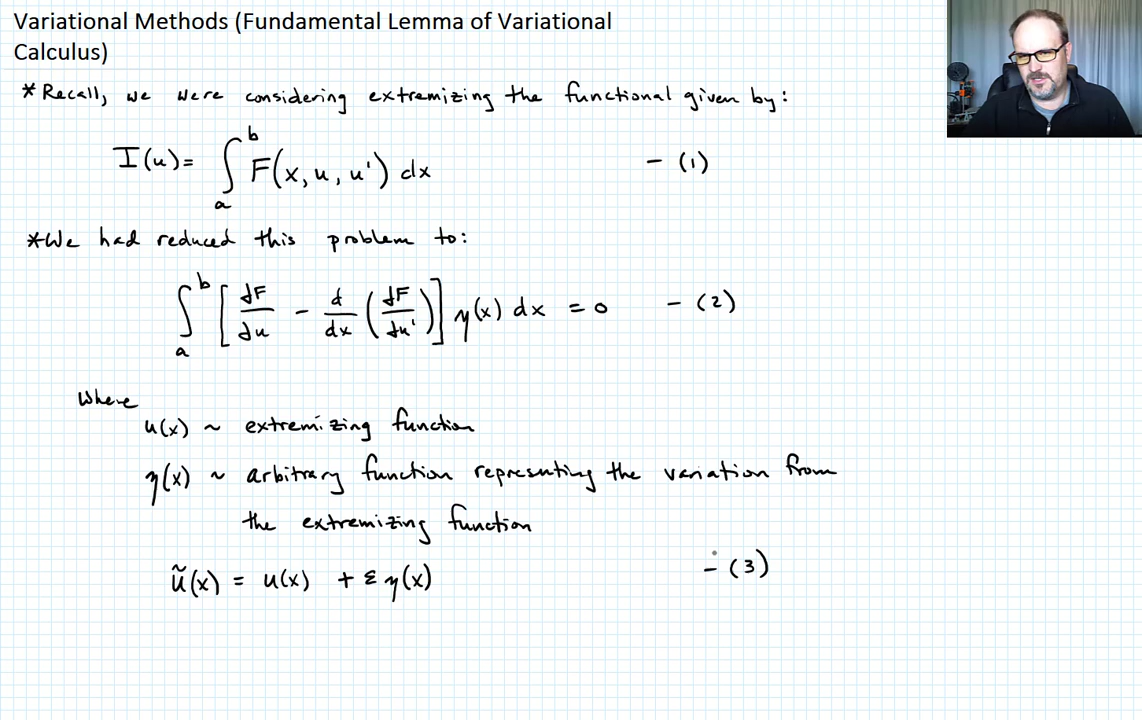 Variational Methods (Fundamental Lemma of Variational
Calculus)
* Recall, we were considering extremizing the functional given by:
I(u) = ∫_a^b F(x, u, u') dx - (1)
* We had reduced this problem to:
∫_a^b [∂F/∂u - d/dx (∂F/∂u')] η(x) dx = 0 - (2)
Where
u(x) ~ extremizing function
η(x) ~ arbitrary function representing the variation from
the extremizing function
ũ(x) = u(x) + ε η(x) - (3)